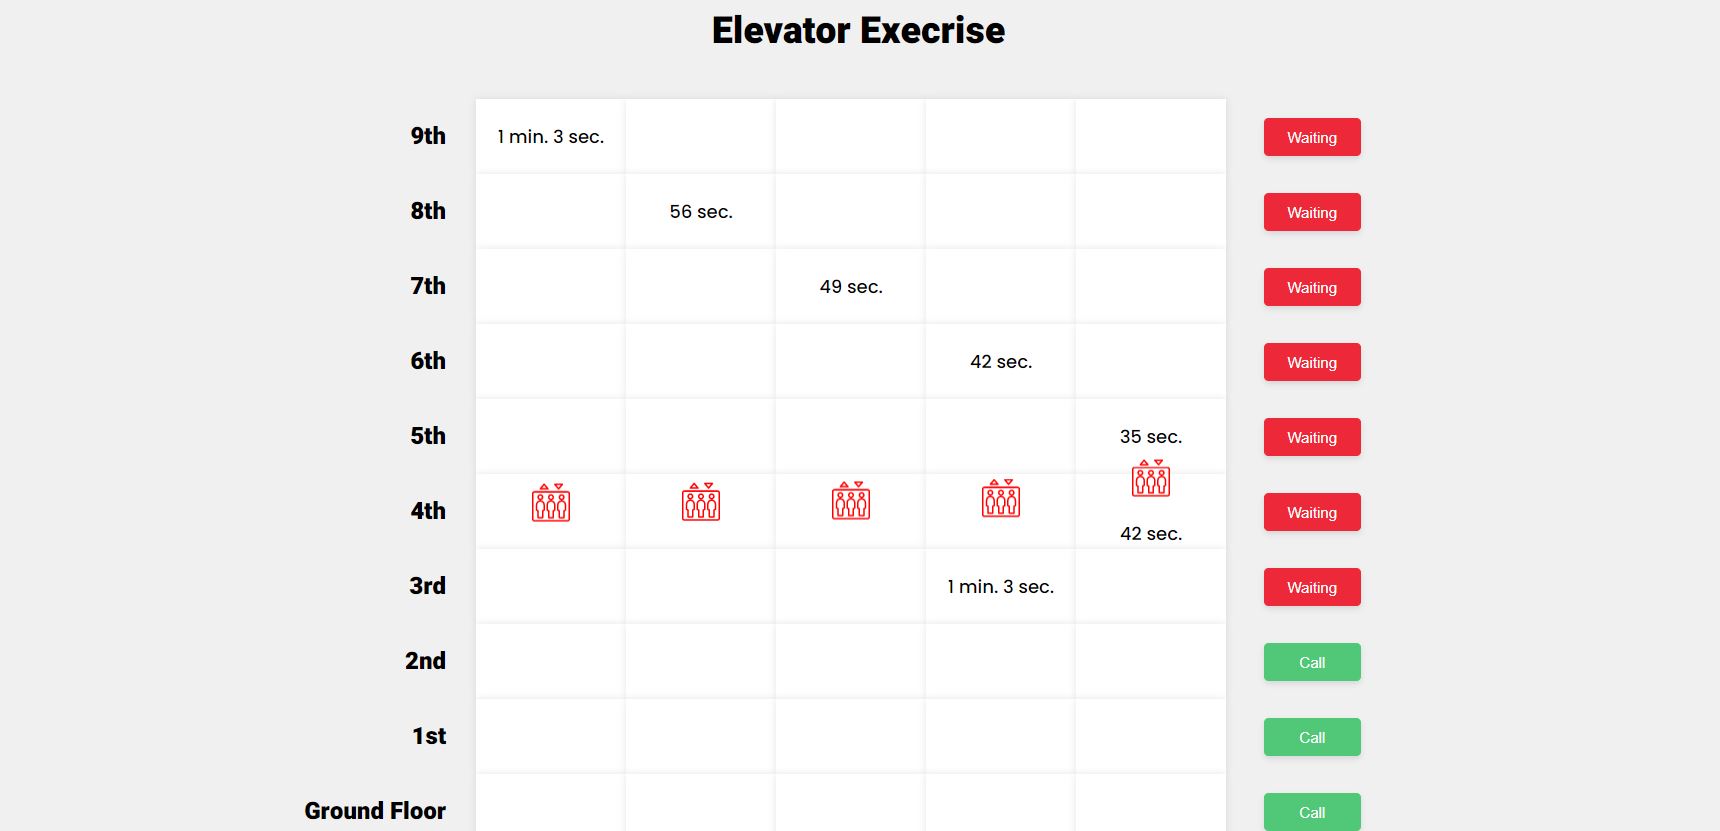 Elevator Execrise
9th 1 min. 3 sec. Waiting
8th 56 sec. Waiting
7th 49 sec. Waiting
6th 42 sec. Waiting
5th 35 sec. Waiting
4th 42 sec. Waiting
3rd 1 min. 3 sec. Waiting
2nd Call
1st Call
Ground Floor Call